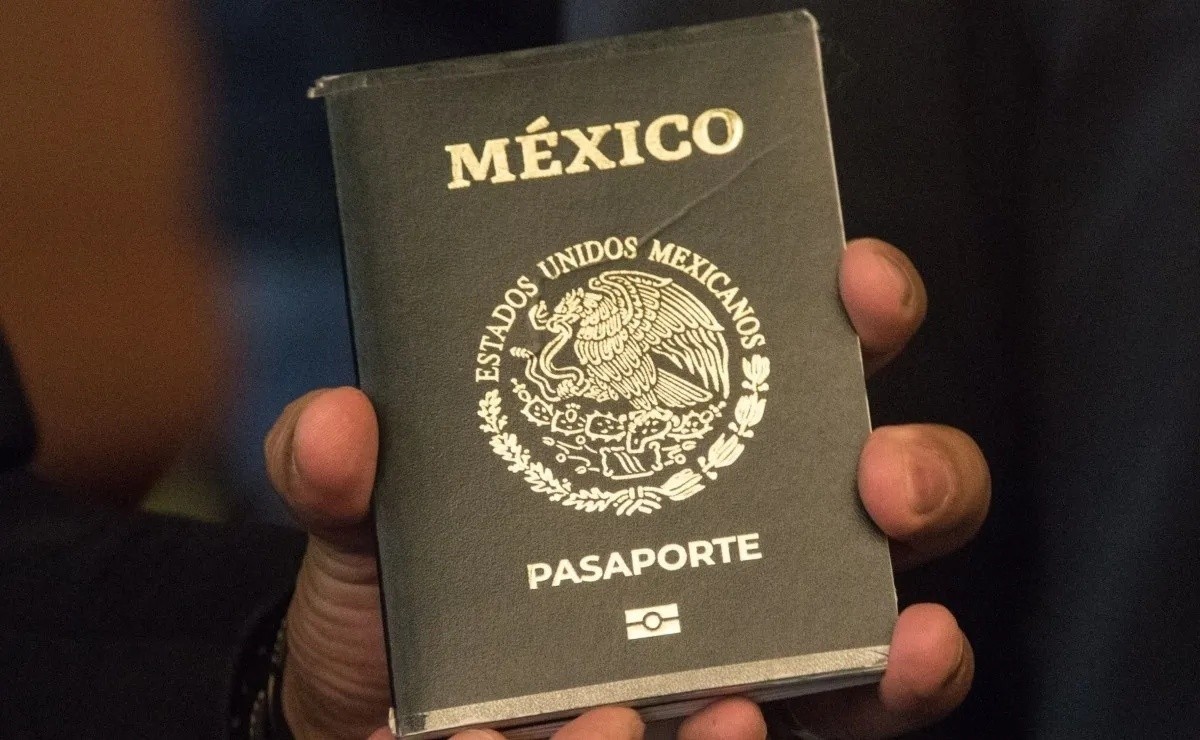 MÉXICO
ESTADOS UNIDOS MEXICANOS
PASAPORTE